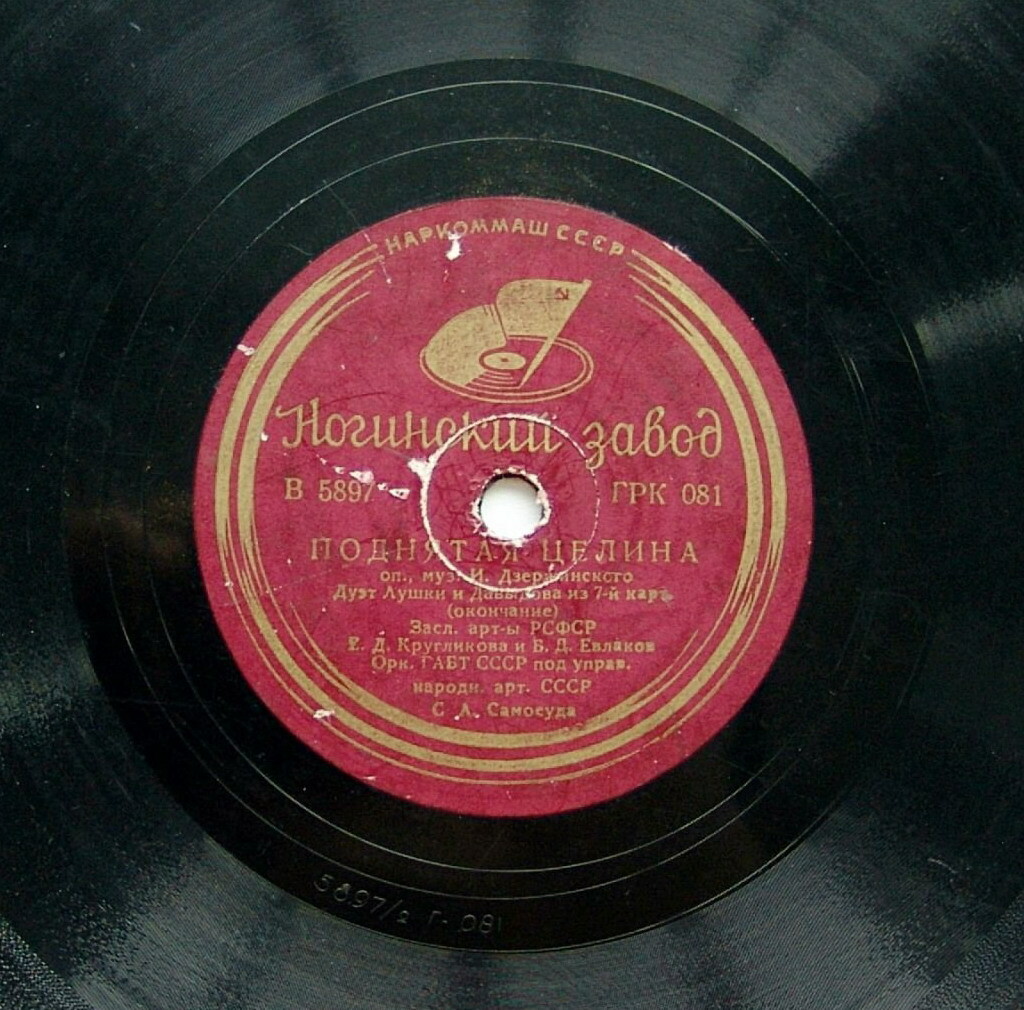 НАРКОММАШ СССР
Ногинский завод
В 5897 ГРК 081
ПОДНЯТАЯ ЦЕЛИНА
оп., муз. И. Дзержинского
Дуэт Лушки и Давыдова из 7-й карт.
(окончание)
Засл. арт-ы РСФСР
Е. Д. Кругликова и Б. Д. Евлахов
Орк. ГАБТ СССР под управ.
народн. арт. СССР
С. А. Самосуда
5897/2 Г. 081